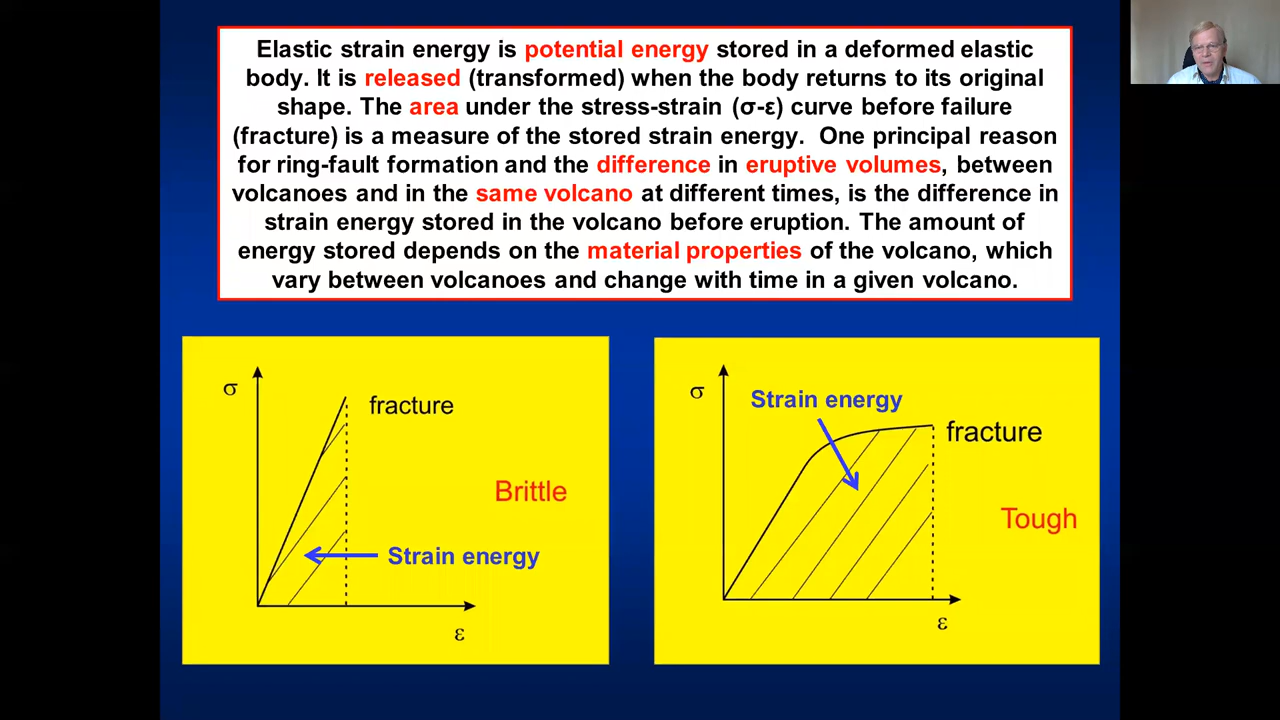 Elastic strain energy is potential energy stored in a deformed elastic
body. It is released (transformed) when the body returns to its original
shape. The area under the stress-strain (σ-ε) curve before failure
(fracture) is a measure of the stored strain energy.  One principal reason
for ring-fault formation and the difference in eruptive volumes, between
volcanoes and in the same volcano at different times, is the difference in
strain energy stored in the volcano before eruption. The amount of
energy stored depends on the material properties of the volcano, which
vary between volcanoes and change with time in a given volcano.
σ
fracture
Brittle
Strain energy
ε
σ
Strain energy
fracture
Tough
ε